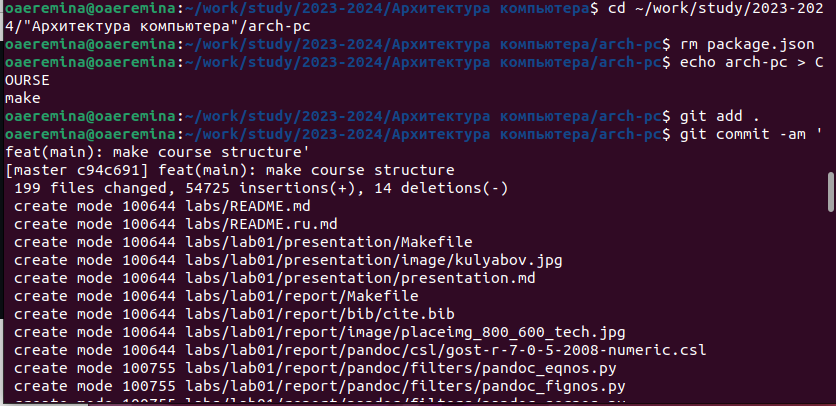 oaeremina@oaeremina:~/work/study/2023-2024/Архитектура компьютера$ cd ~/work/study/2023-202
4/"Архитектура компьютера"/arch-pc
oaeremina@oaeremina:~/work/study/2023-2024/Архитектура компьютера/arch-pc$ rm package.json
oaeremina@oaeremina:~/work/study/2023-2024/Архитектура компьютера/arch-pc$ echo arch-pc > C
OURSE
make
oaeremina@oaeremina:~/work/study/2023-2024/Архитектура компьютера/arch-pc$ git add .
oaeremina@oaeremina:~/work/study/2023-2024/Архитектура компьютера/arch-pc$ git commit -am '
feat(main): make course structure'
[master c94c691] feat(main): make course structure
 199 files changed, 54725 insertions(+), 14 deletions(-)
 create mode 100644 labs/README.md
 create mode 100644 labs/README.ru.md
 create mode 100644 labs/lab01/presentation/Makefile
 create mode 100644 labs/lab01/presentation/image/kulyabov.jpg
 create mode 100644 labs/lab01/presentation/presentation.md
 create mode 100644 labs/lab01/report/Makefile
 create mode 100644 labs/lab01/report/bib/cite.bib
 create mode 100644 labs/lab01/report/image/placeimg_800_600_tech.jpg
 create mode 100644 labs/lab01/report/pandoc/csl/gost-r-7-0-5-2008-numeric.csl
 create mode 100755 labs/lab01/report/pandoc/filters/pandoc_eqnos.py
 create mode 100755 labs/lab01/report/pandoc/filters/pandoc_fignos.py